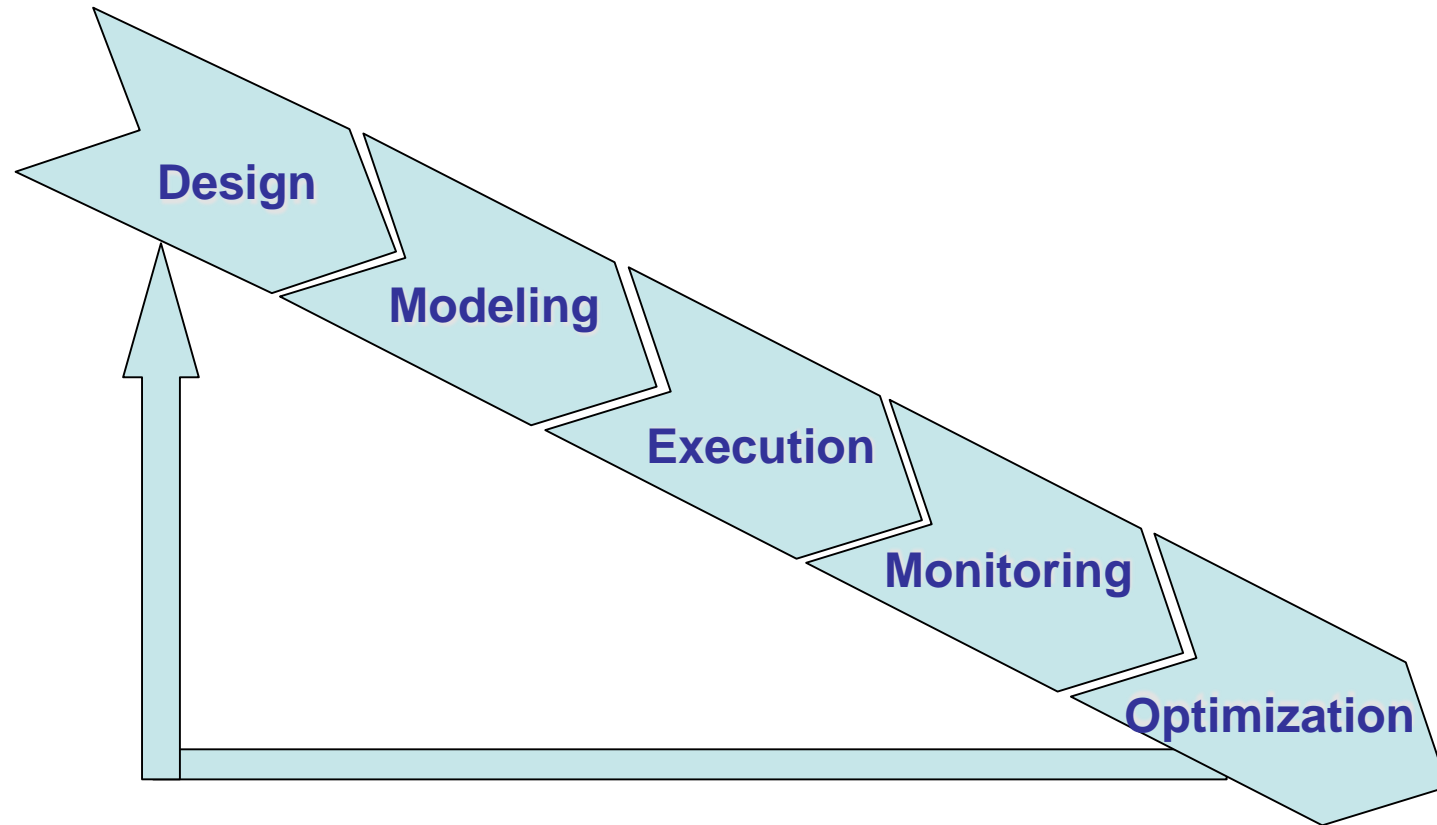 Design
Modeling
Execution
Monitoring
Optimization